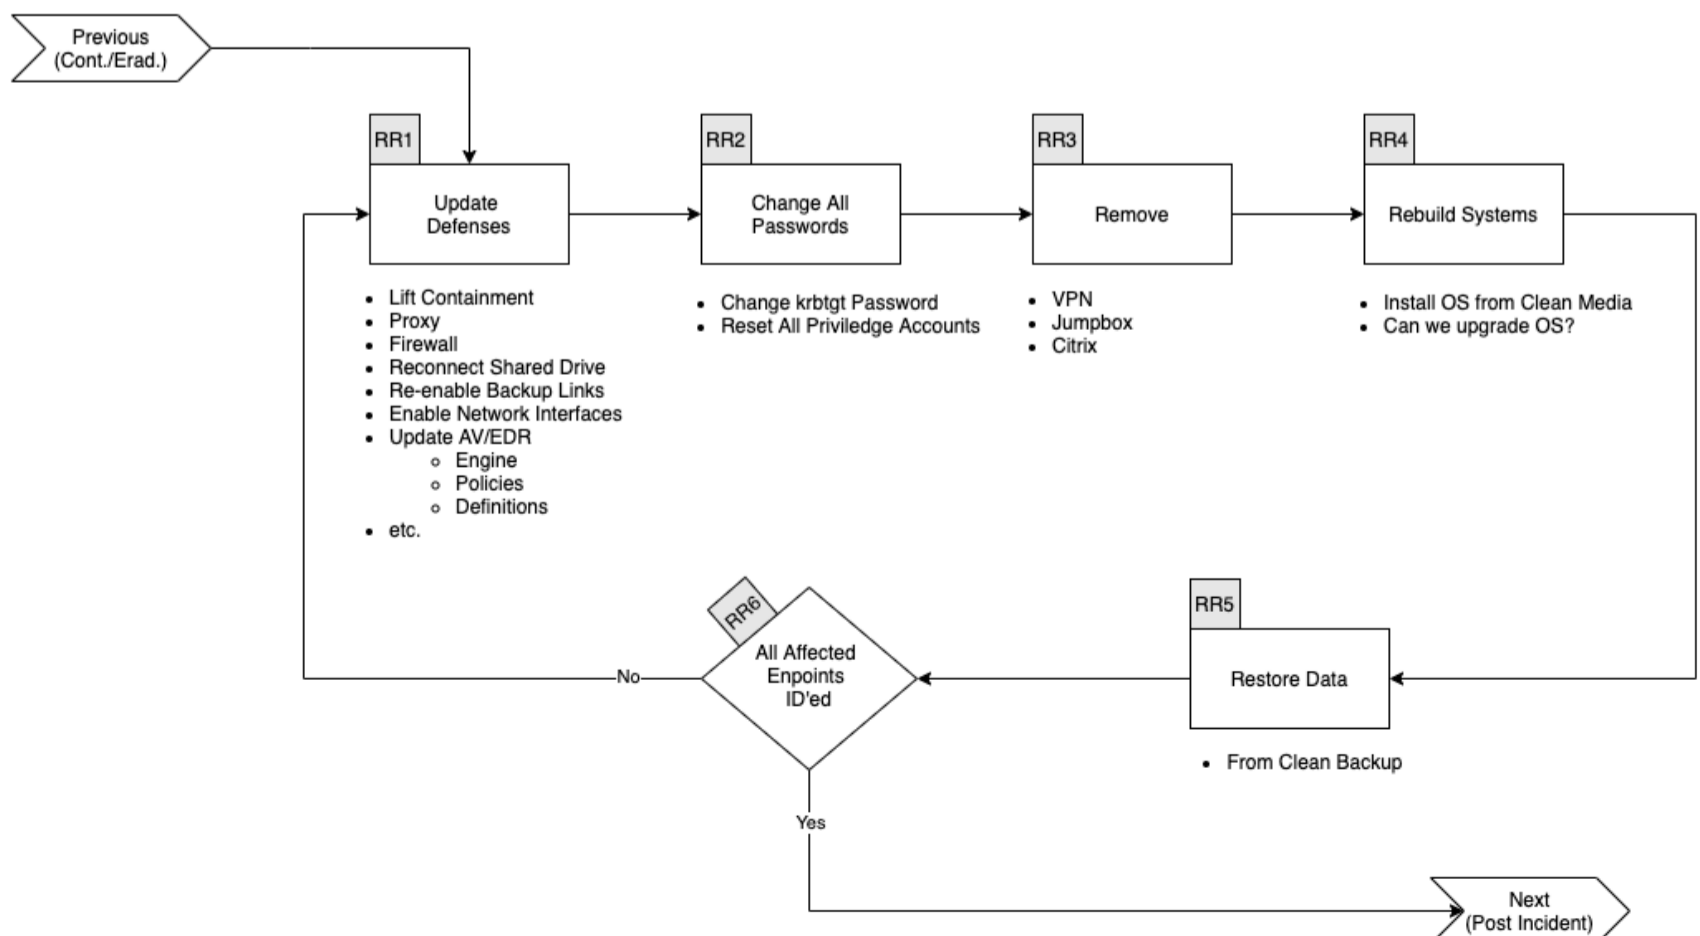 Previous
(Cont./Erad.)
RR1
Update
Defenses
• Lift Containment
• Proxy
• Firewall
• Reconnect Shared Drive
• Re-enable Backup Links
• Enable Network Interfaces
• Update AV/EDR
○ Engine
○ Policies
○ Definitions
• etc.
RR2
Change All
Passwords
• Change krbtgt Password
• Reset All Priviledge Accounts
RR3
Remove
• VPN
• Jumpbox
• Citrix
RR4
Rebuild Systems
• Install OS from Clean Media
• Can we upgrade OS?
RR5
Restore Data
• From Clean Backup
RR6
All Affected
Enpoints
ID'ed
No
Yes
Next
(Post Incident)